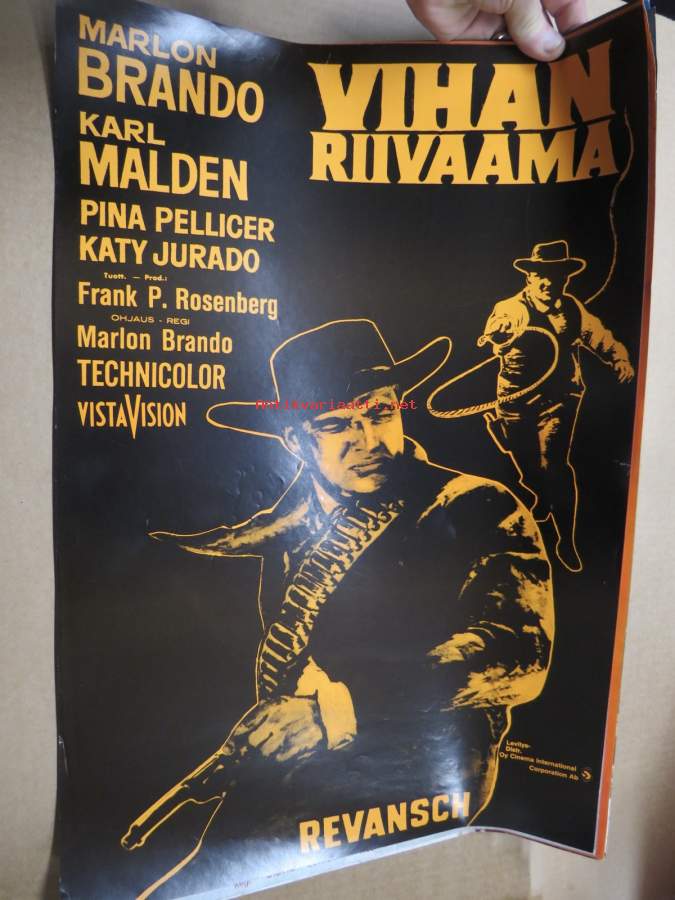 MARLON
BRANDO
KARL
MALDEN
PINA PELLICER
KATY JURADO
Tuott. — Prod.:
Frank P. Rosenberg
OHJAUS - REGI
Marlon Brando
TECHNICOLOR
VISTAVISION
VIHAN
RIIVAAMA
Antikvariaatti.net
Levitys-
Distr.
Oy Cinema International
Corporation Ab
REVANSCH